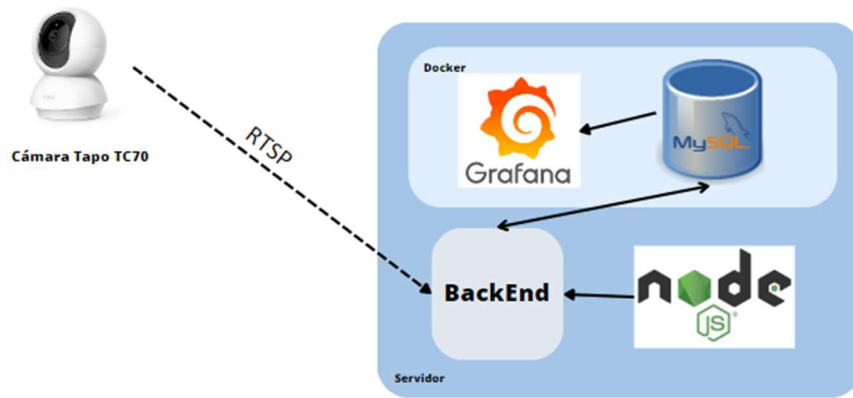 Cámara Tapo TC70
RTSP
Docker
Grafana
MySQL
BackEnd
node
JS
Servidor